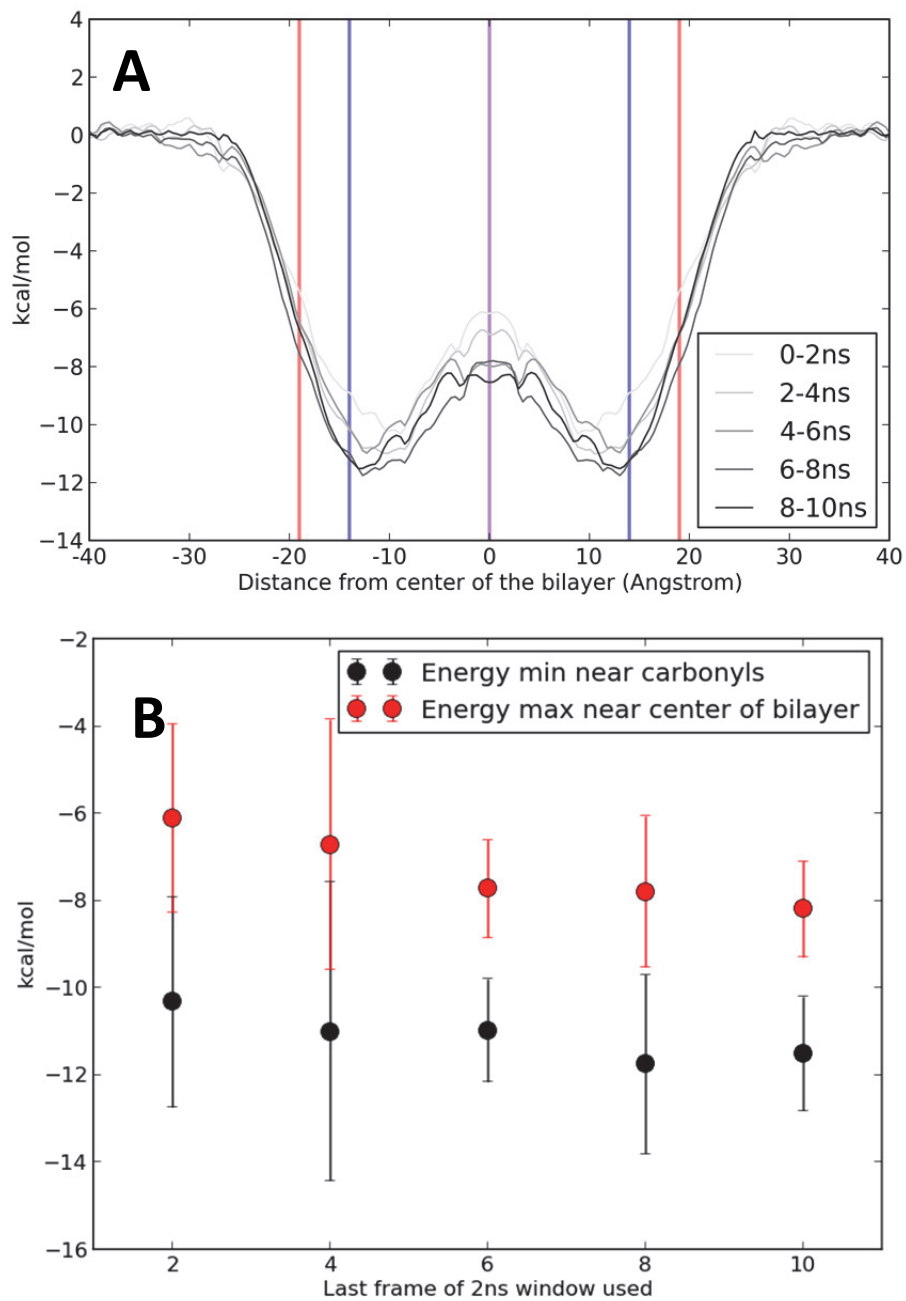 A
4
2
0
−2
−4
−6
−8
−10
−12
−14
kcal/mol
0-2ns
2-4ns
4-6ns
6-8ns
8-10ns
-40 -30 -20 -10 0 10 20 30 40
Distance from center of the bilayer (Angstrom)
B
−2
−4
−6
−8
−10
−12
−14
−16
kcal/mol
Energy min near carbonyls
Energy max near center of bilayer
2 4 6 8 10
Last frame of 2ns window used